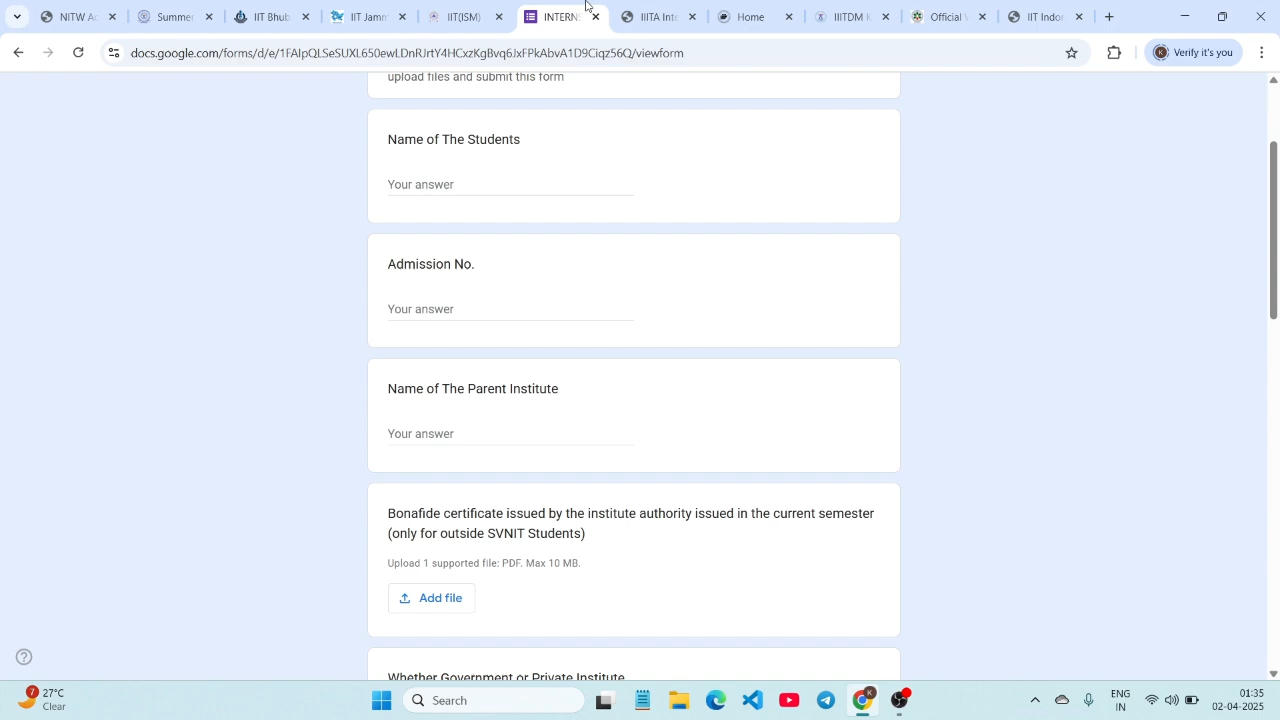 NITW AC
Summer
IIT Bhub
IIT Jam
IIT(ISM)
INTERNS
IIITA Inte
Home
IIITDM K
Official V
IIT Indor
docs.google.com/forms/d/e/1FAIpQLSeSUXL650ewLDnRJrtY4HCxzKgBvq6JxFPkAbvA1D9Ciqz56Q/viewform
Verify it's you
upload files and submit this form
Name of The Students
Your answer
Admission No.
Your answer
Name of The Parent Institute
Your answer
Bonafide certificate issued by the institute authority issued in the current semester
(only for outside SVNIT Students)
Upload 1 supported file: PDF. Max 10 MB.
Add file
Whether Government or Private Institute
7
27°C
Clear
Search
K
ENG
IN
01:35
02-04-2025